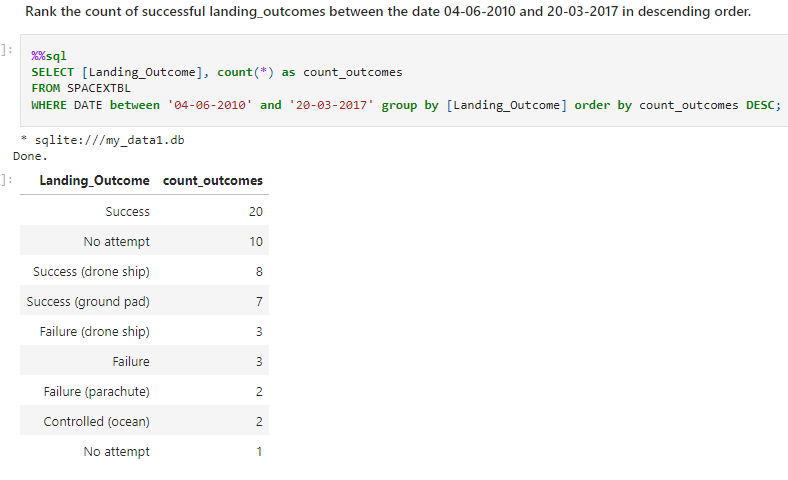 Rank the count of successful landing_outcomes between the date 04-06-2010 and 20-03-2017 in descending order.
]:
%%sql
SELECT [Landing_Outcome], count(*) as count_outcomes
FROM SPACEXTBL
WHERE DATE between '04-06-2010' and '20-03-2017' group by [Landing_Outcome] order by count_outcomes DESC;
* sqlite:///my_data1.db
Done.
]:
Landing_Outcome count_outcomes
Success 20
No attempt 10
Success (drone ship) 8
Success (ground pad) 7
Failure (drone ship) 3
Failure 3
Failure (parachute) 2
Controlled (ocean) 2
No attempt 1